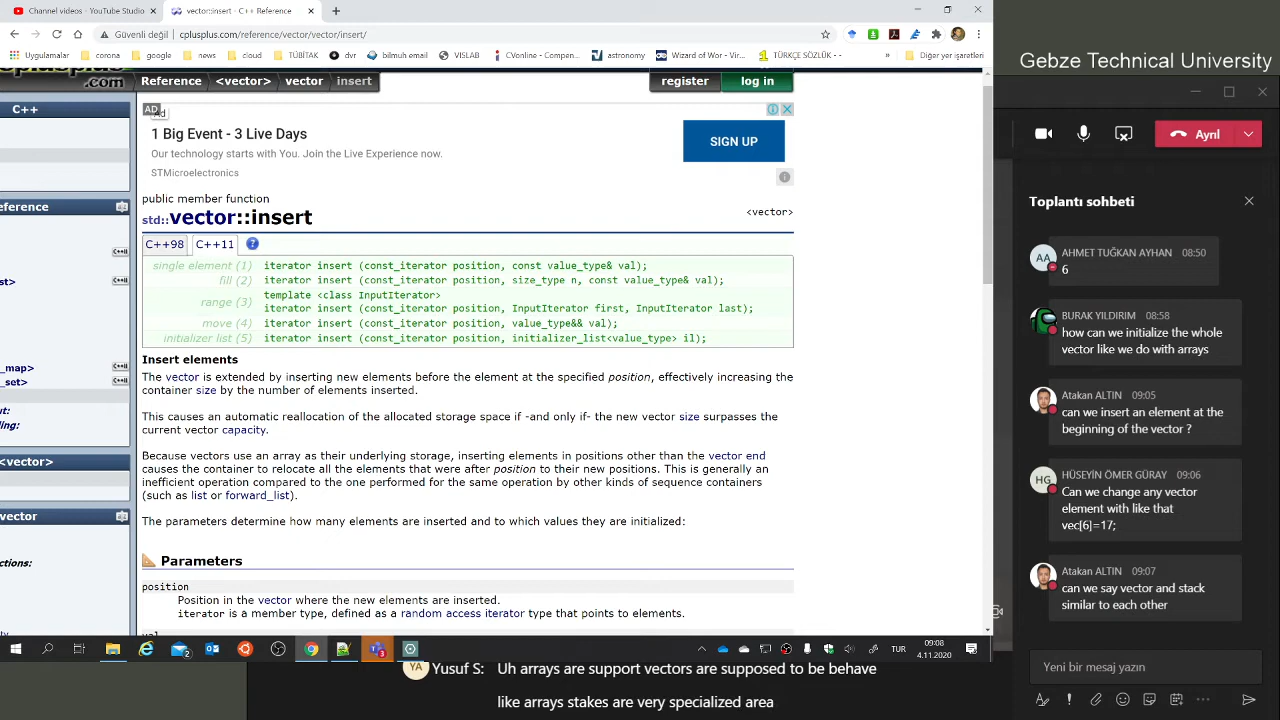 Channel videos - YouTube Studio
vector::insert - C++ Reference
Güvenli değil
cplusplus.com/reference/vector/vector/insert/
Uygulamalar
corona
google
news
cloud
TÜBİTAK
bilmuh email
VISLAB
CVonline - Compen...
astronomy
Wizard of Wor - Vir...
TÜRKÇE SÖZLÜK - -
Diğer yer işaretleri
.com
Reference
<vector>
vector
insert
register
log in
C++
eference
st>
_map>
_set>
ut:
ling:
<vector>
vector
ctions:
AD
Ad
1 Big Event - 3 Live Days
Our technology starts with You. Join the Live Experience now.
STMicroelectronics
SIGN UP
public member function
std::vector::insert
<vector>
C++98
C++11
single element (1) iterator insert (const_iterator position, const value_type& val);
fill (2) iterator insert (const_iterator position, size_type n, const value_type& val);
template <class InputIterator>
range (3) iterator insert (const_iterator position, InputIterator first, InputIterator last);
move (4) iterator insert (const_iterator position, value_type&& val);
initializer list (5) iterator insert (const_iterator position, initializer_list<value_type> il);
Insert elements
The vector is extended by inserting new elements before the element at the specified position, effectively increasing the
container size by the number of elements inserted.
This causes an automatic reallocation of the allocated storage space if -and only if- the new vector size surpasses the
current vector capacity.
Because vectors use an array as their underlying storage, inserting elements in positions other than the vector end
causes the container to relocate all the elements that were after position to their new positions. This is generally an
inefficient operation compared to the one performed for the same operation by other kinds of sequence containers
(such as list or forward_list).
The parameters determine how many elements are inserted and to which values they are initialized:
Parameters
position
Position in the vector where the new elements are inserted.
iterator is a member type, defined as a random access iterator type that points to elements.
TUR
09:08
4.11.2020
Gebze Technical University
Ayrıl
Toplantı sohbeti
AA
AHMET TUĞKAN AYHAN 08:50
6
BURAK YILDIRIM 08:58
how can we initialize the whole
vector like we do with arrays
Atakan ALTIN 09:05
can we insert an element at the
beginning of the vector ?
HG
HÜSEYİN ÖMER GÜRAY 09:06
Can we change any vector
element with like that
vec[6]=17;
Atakan ALTIN 09:07
can we say vector and stack
similar to each other
Yeni bir mesaj yazın
YA Yusuf S: Uh arrays are support vectors are supposed to be behave
like arrays stakes are very specialized area